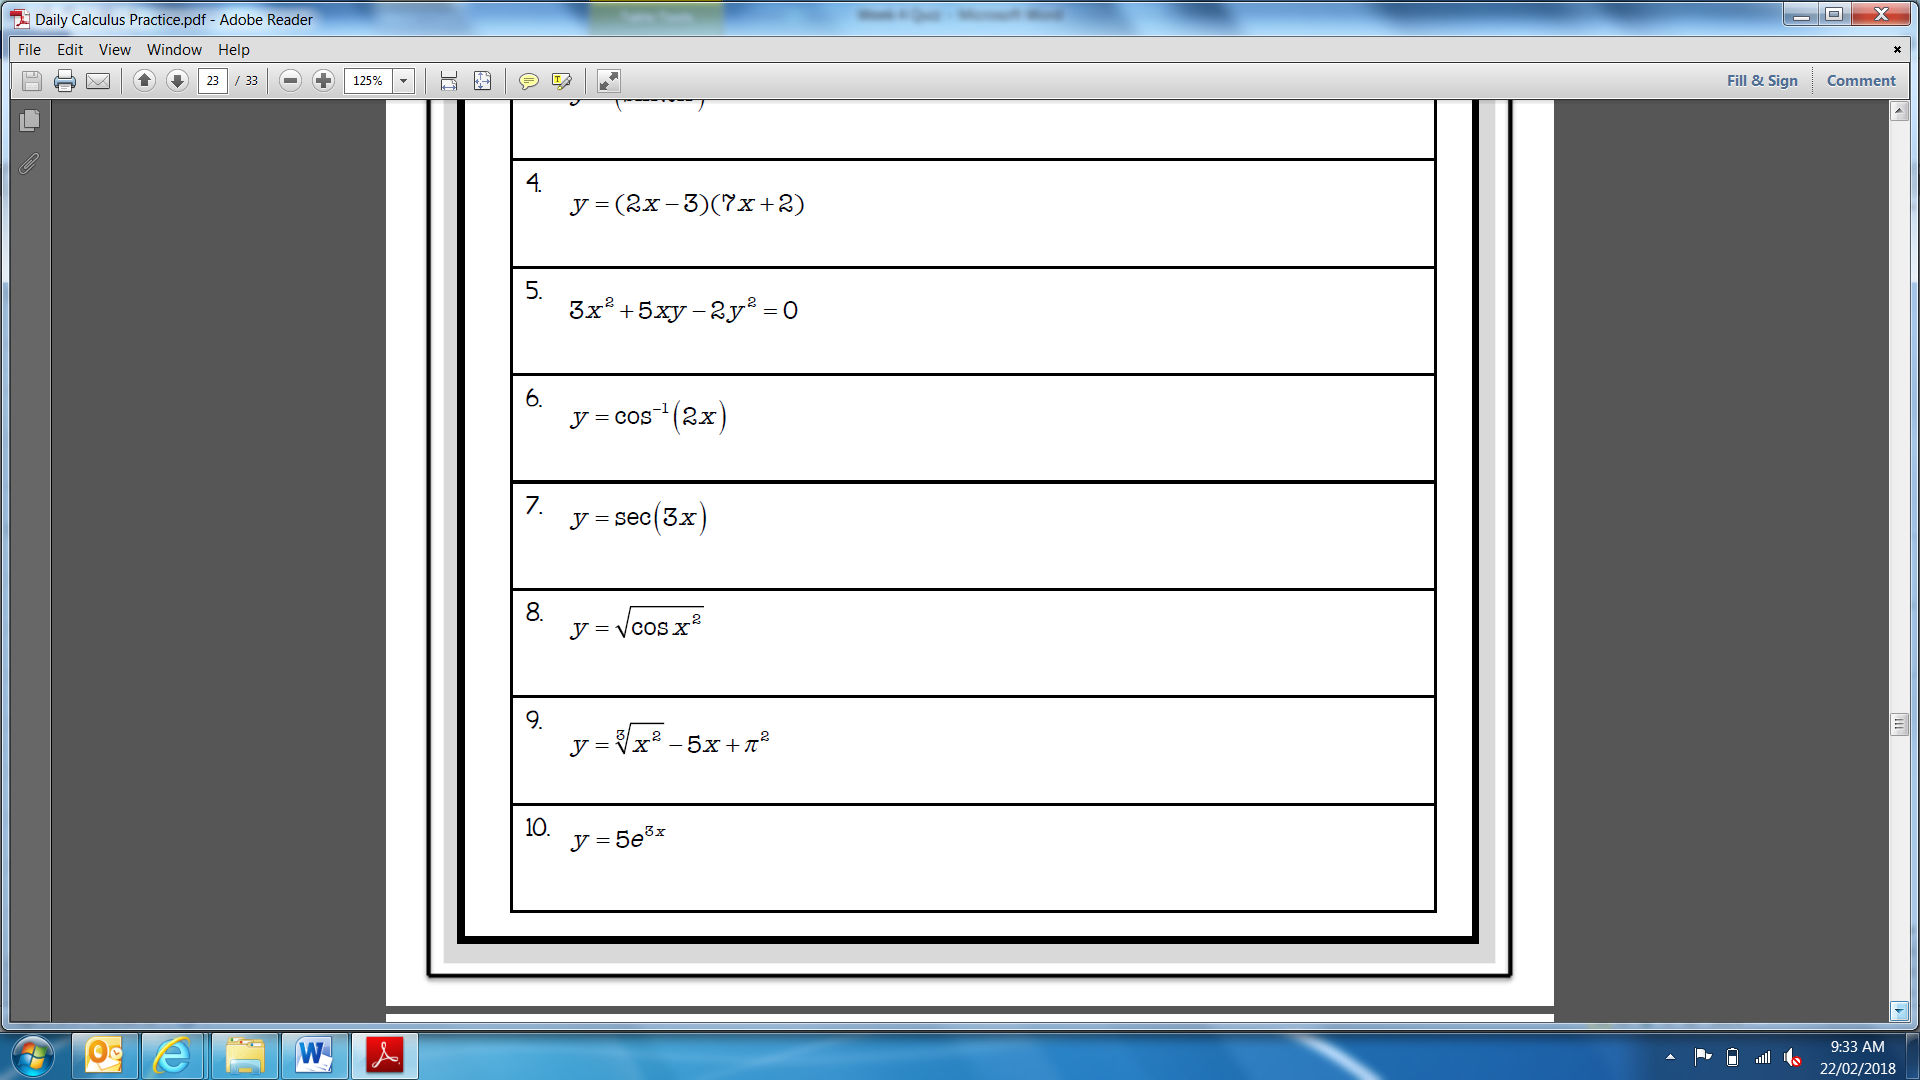 Daily Calculus Practice.pdf - Adobe Reader
File Edit View Window Help
23 / 33 125% Fill & Sign Comment
4. y = (2x − 3)(7x + 2)
5. 3x² + 5xy − 2y² = 0
6. y = cos⁻¹(2x)
7. y = sec(3x)
8. y = √(cos x²)
9. y = ∛(x²) − 5x + π²
10. y = 5e³ˣ
9:33 AM
22/02/2018